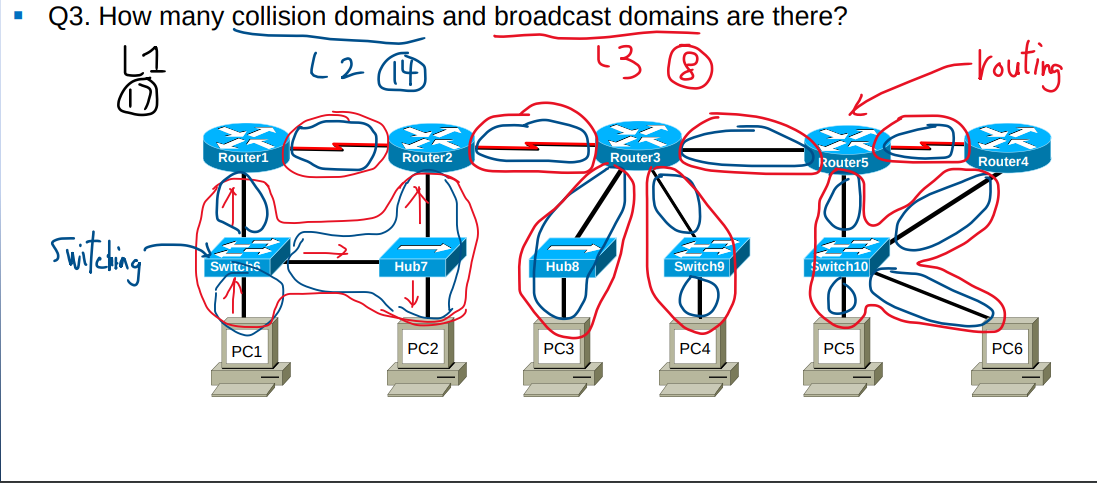 Q3. How many collision domains and broadcast domains are there?
L1 L2 14 L3 8 routing
17
Router1 Router2 Router3 Router5 Router4
Switching Switch6 Hub7 Hub8 Switch9 Switch10
PC1 PC2 PC3 PC4 PC5 PC6